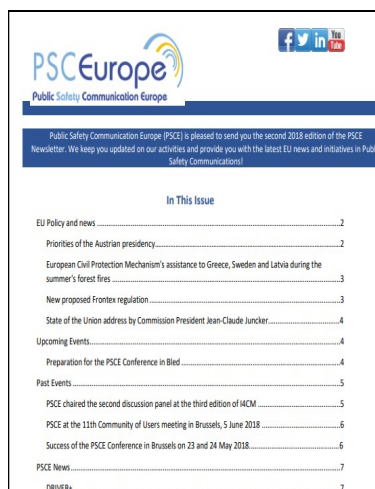 PSCEurope
Public Safety Communication Europe
You
Tube
Public Safety Communication Europe (PSCE) is pleased to send you the second 2018 edition of the PSCE
Newsletter. We keep you updated on our activities and provide you with the latest EU news and initiatives in Publ
Safety Communications!
In This Issue
EU Policy and news ........ 2
Priorities of the Austrian presidency ........ 2
European Civil Protection Mechanism's assistance to Greece, Sweden and Latvia during the
summer's forest fires ........ 3
New proposed Frontex regulation ........ 3
State of the Union address by Commission President Jean-Claude Juncker ........ 4
Upcoming Events ........ 4
Preparation for the PSCE Conference in Bled ........ 4
Past Events ........ 5
PSCE chaired the second discussion panel at the third edition of I4CM ........ 5
PSCE at the 11th Community of Users meeting in Brussels, 5 June 2018 ........ 6
Success of the PSCE Conference in Brussels on 23 and 24 May 2018 ........ 6
PSCE News ........ 7
DRIVER+ ........ 7